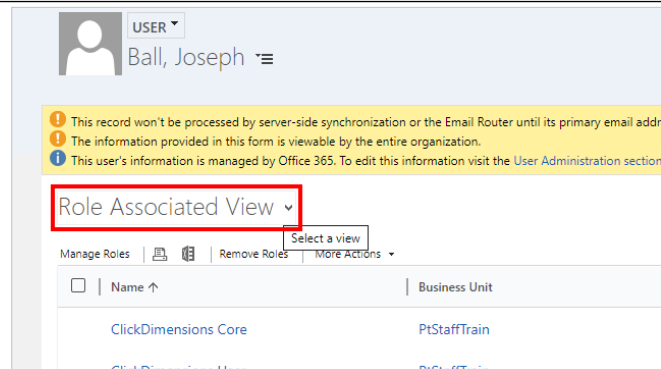 USER
Ball, Joseph
This record won't be processed by server-side synchronization or the Email Router until its primary email addr
The information provided in this form is viewable by the entire organization.
This user's information is managed by Office 365. To edit this information visit the User Administration section
Role Associated View
Select a view
Manage Roles Remove Roles More Actions
Name Business Unit
ClickDimensions Core PtStaffTrain